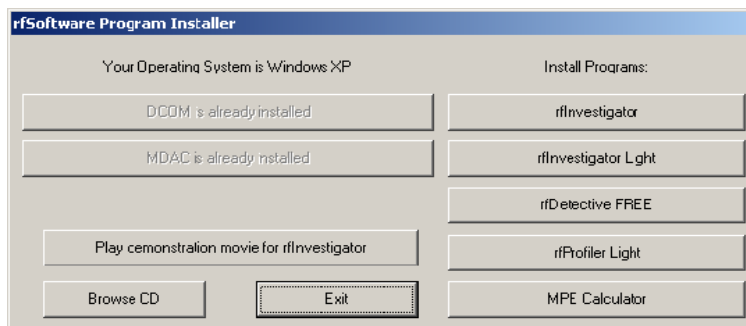 rfSoftware Program Installer
Your Operating System is Windows XP
DCOM is already installed
MDAC is already installed
Play demonstration movie for rfInvestigator
Browse CD
Exit
Install Programs:
rfInvestigator
rfInvestigator Light
rfDetective FREE
rfProfiler Light
MPE Calculator